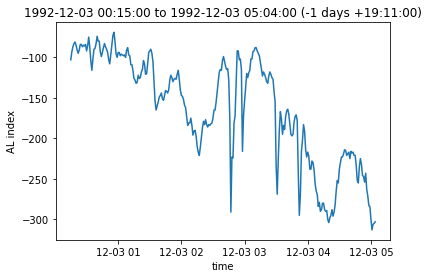 1992-12-03 00:15:00 to 1992-12-03 05:04:00 (-1 days +19:11:00)
AL index
−100
−150
−200
−250
−300
12-03 01 12-03 02 12-03 03 12-03 04 12-03 05
time